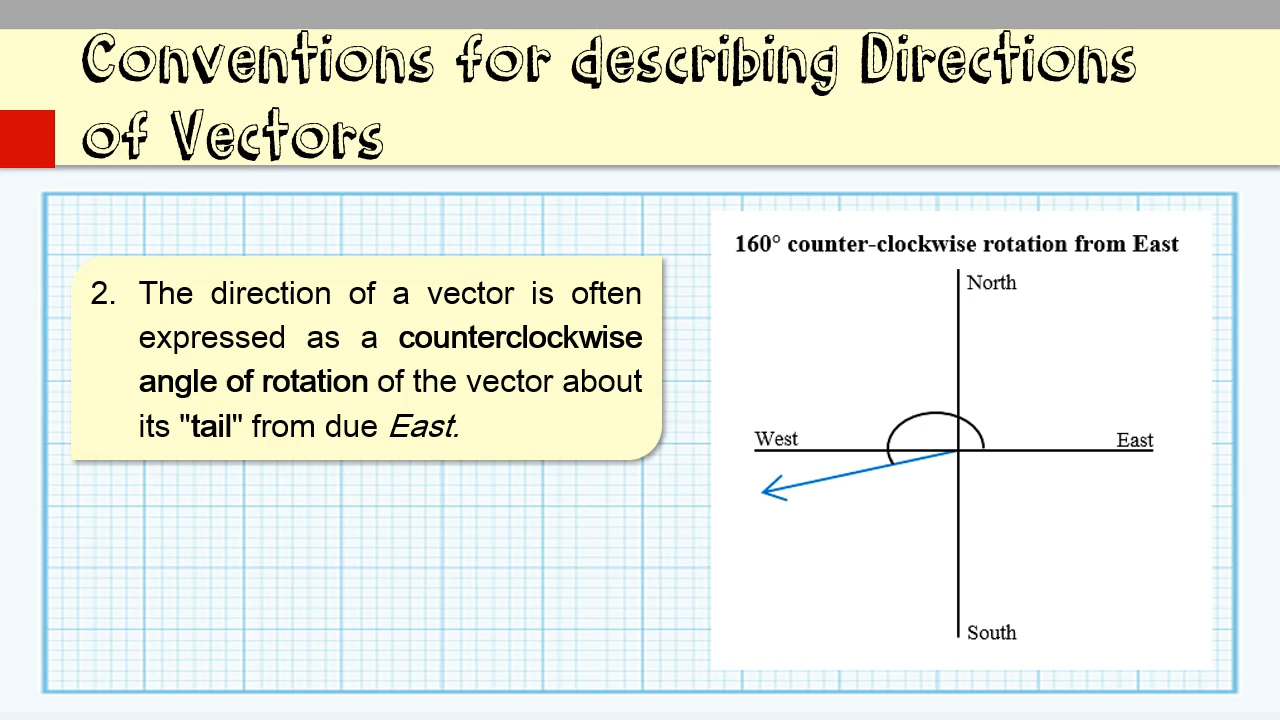 Conventions for describing Directions
of Vectors
2. The direction of a vector is often
expressed as a counterclockwise
angle of rotation of the vector about
its "tail" from due East.
160° counter-clockwise rotation from East
North
West
East
South